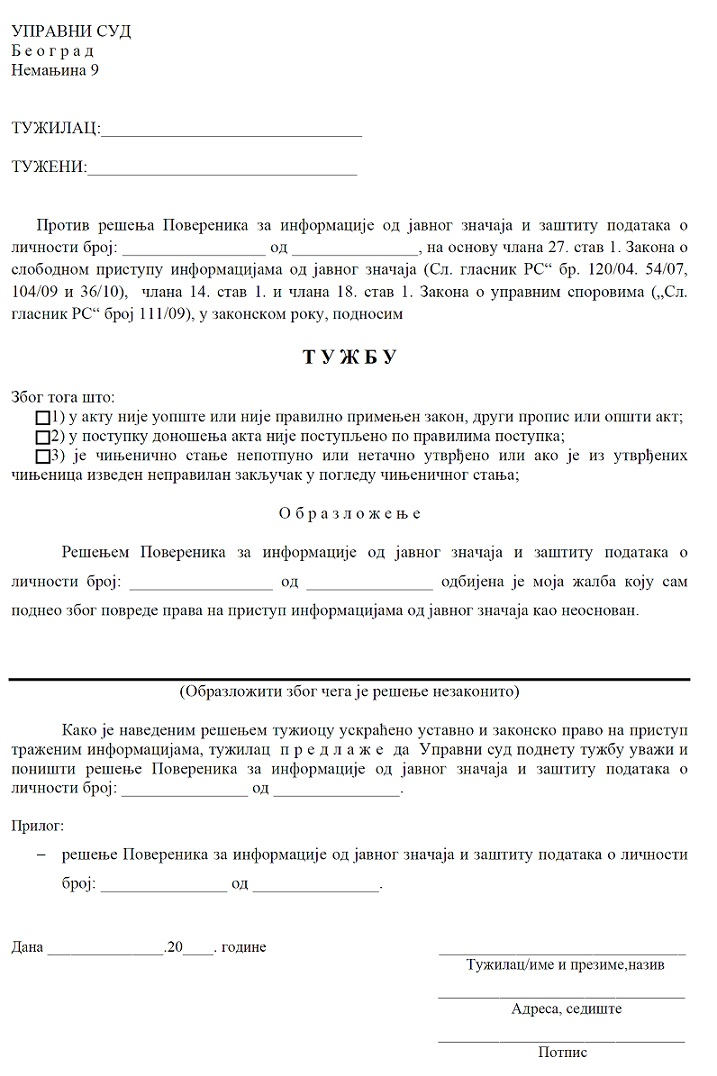 УПРАВНИ СУД
Б е о г р а д
Немањина 9
ТУЖИЛАЦ:_______________________________
ТУЖЕНИ:________________________________
Против решења Повереника за информације од јавног значаја и заштиту података о
личности број: _________________ од _______________, на основу члана 27. став 1. Закона о
слободном приступу информацијама од јавног значаја (Сл. гласник РС“ бр. 120/04. 54/07,
104/09 и 36/10), члана 14. став 1. и члана 18. став 1. Закона о управним споровима („Сл.
гласник РС“ број 111/09), у законском року, подносим
Т У Ж Б У
Због тога што:
☐1) у акту није уопште или није правилно примењен закон, други пропис или општи акт;
☐2) у поступку доношења акта није поступљено по правилима поступка;
☐3) је чињенично стање непотпуно или нетачно утврђено или ако је из утврђених
чињеница изведен неправилан закључак у погледу чињеничног стања;
О б р а з л о ж е њ е
Решењем Повереника за информације од јавног значаја и заштиту података о
личности број: _________________ од _______________ одбијена је моја жалба коју сам
поднео због повреде права на приступ информацијама од јавног значаја као неоснован.
(Образложити због чега је решење незаконито)
Како је наведеним решењем тужиоцу ускраћено уставно и законско право на приступ
траженим информацијама, тужилац п р е д л а ж е да Управни суд поднету тужбу уважи и
поништи решење Повереника за информације од јавног значаја и заштиту података о
личности број: _______________ од _______________.
Прилог:
– решење Повереника за информације од јавног значаја и заштиту података о личности
број: _______________ од _______________.
Дана _______________.20____. године
________________________________
Тужилац/име и презиме,назив
________________________________
Адреса, седиште
________________________________
Потпис